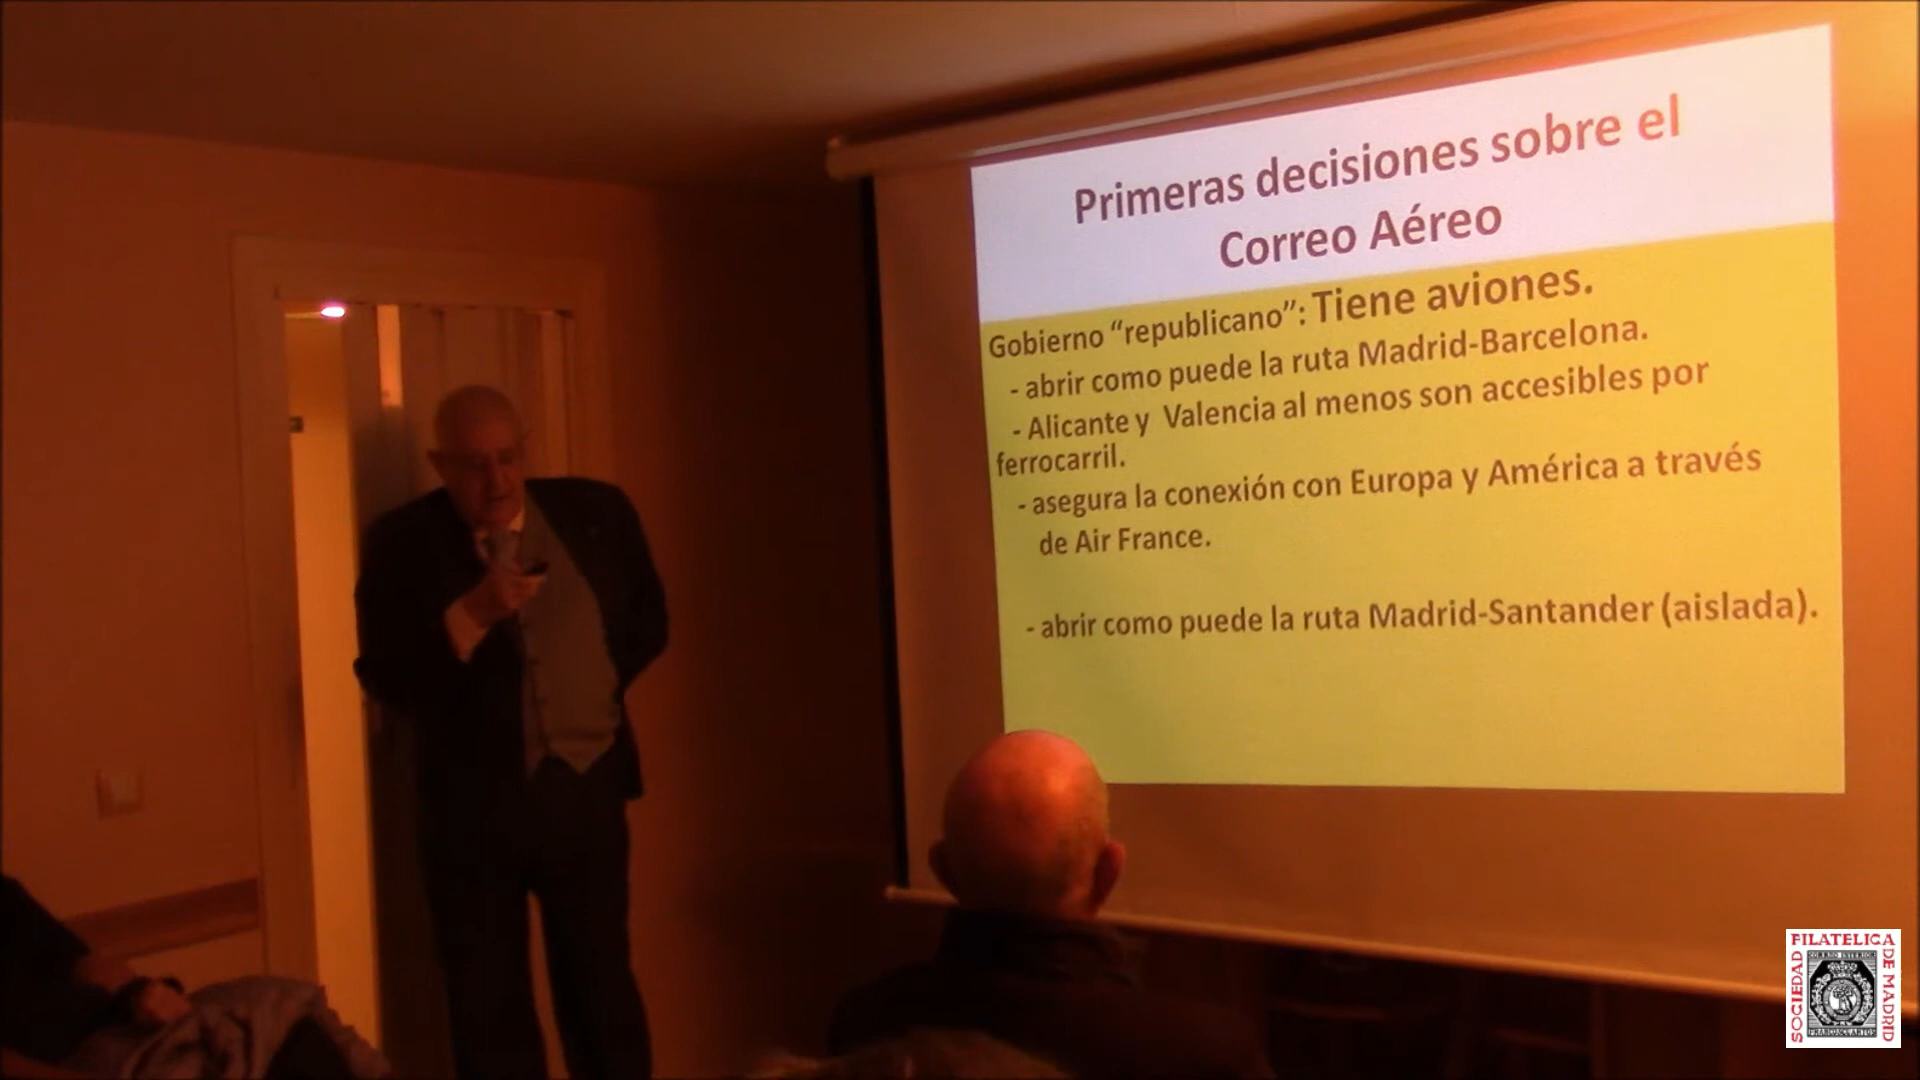 Primeras decisiones sobre el
Correo Aéreo
Gobierno “republicano”: Tiene aviones.
- abrir como puede la ruta Madrid-Barcelona.
- Alicante y Valencia al menos son accesibles por
ferrocarril.
- asegura la conexión con Europa y América a través
de Air France.
- abrir como puede la ruta Madrid-Santander (aislada).
SOCIEDAD
FILATELICA
DE MADRID
CORREO INTERIOR